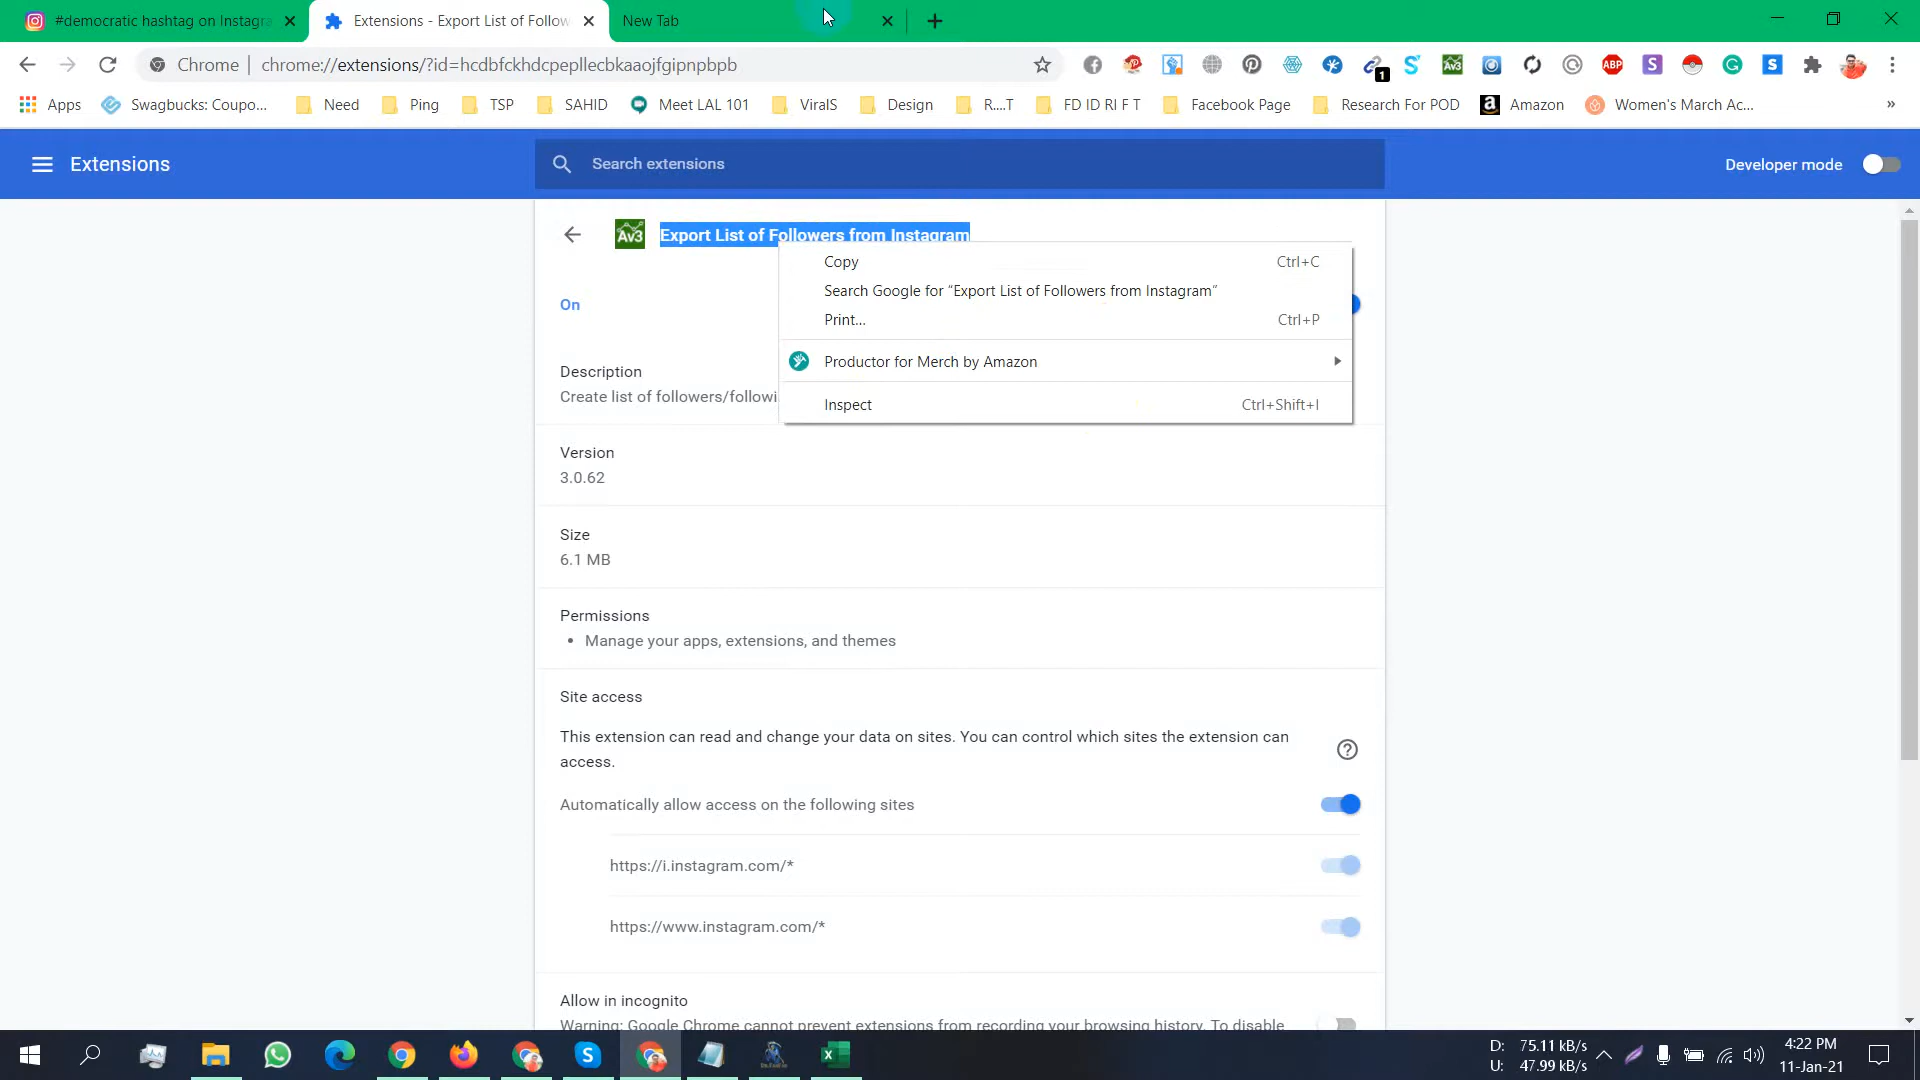 #democratic hashtag on Instagra
Extensions - Export List of Follow
New Tab
Chrome
chrome://extensions/?id=hcdbfckhdcpepllecbkaaojfgipnpbpb
1
Av3
ABP
Apps
Swagbucks: Coupo...
Need
Ping
TSP
SAHID
Meet LAL 101
ViralS
Design
R....T
FD ID RI F T
Facebook Page
Research For POD
Amazon
Women's March Ac...
»
Extensions
Search extensions
Developer mode
Av3
Export List of Followers from Instagram
Copy Ctrl+C
Search Google for “Export List of Followers from Instagram”
Print... Ctrl+P
Productor for Merch by Amazon
Inspect Ctrl+Shift+I
On
Description
Create list of followers/followi
Version
3.0.62
Size
6.1 MB
Permissions
• Manage your apps, extensions, and themes
Site access
This extension can read and change your data on sites. You can control which sites the extension can
access.
Automatically allow access on the following sites
https://i.instagram.com/*
https://www.instagram.com/*
Allow in incognito
Warning: Google Chrome cannot prevent extensions from recording your browsing history. To disable
D: 75.11 kB/s
U: 47.99 kB/s
4:22 PM
11-Jan-21